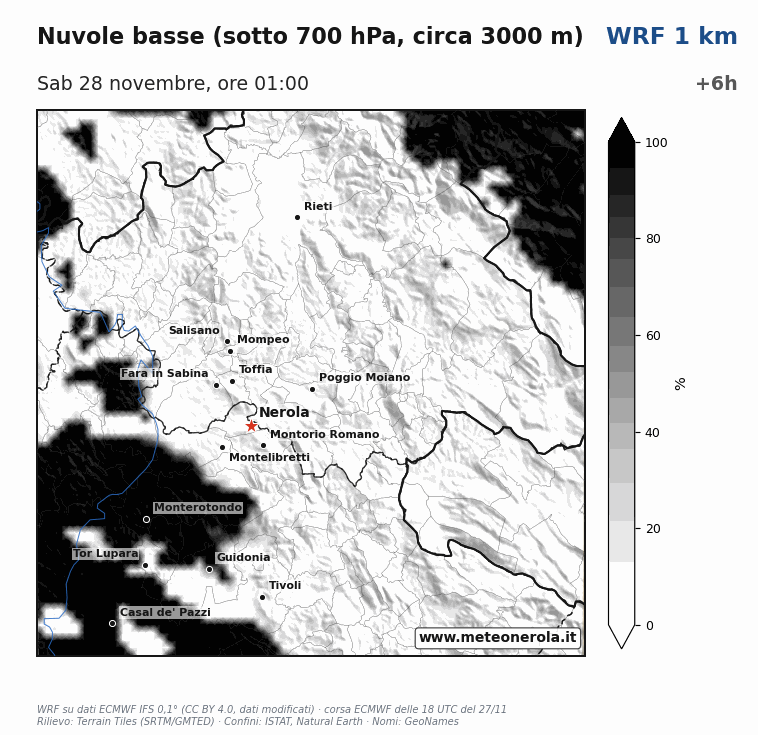 Nuvole basse (sotto 700 hPa, circa 3000 m) WRF 1 km
Sab 28 novembre, ore 01:00 +6h
100
80
60
%
40
20
0
Rieti
Salisano
Mompeo
Toffia
Fara in Sabina
Poggio Moiano
Nerola
Montorio Romano
Montelibretti
Monterotondo
Tor Lupara
Guidonia
Tivoli
Casal de' Pazzi
www.meteonerola.it
WRF su dati ECMWF IFS 0,1° (CC BY 4.0, dati modificati) · corsa ECMWF delle 18 UTC del 27/11
Rilievo: Terrain Tiles (SRTM/GMTED) · Confini: ISTAT, Natural Earth · Nomi: GeoNames